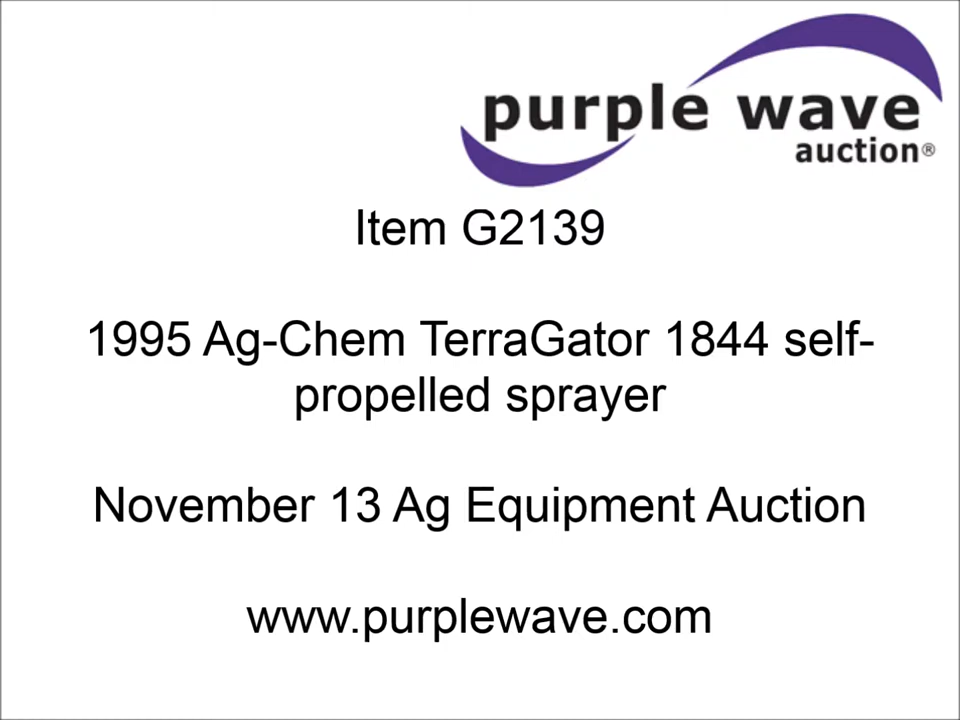 purple wave
auction®
Item G2139
1995 Ag-Chem TerraGator 1844 self-
propelled sprayer
November 13 Ag Equipment Auction
www.purplewave.com